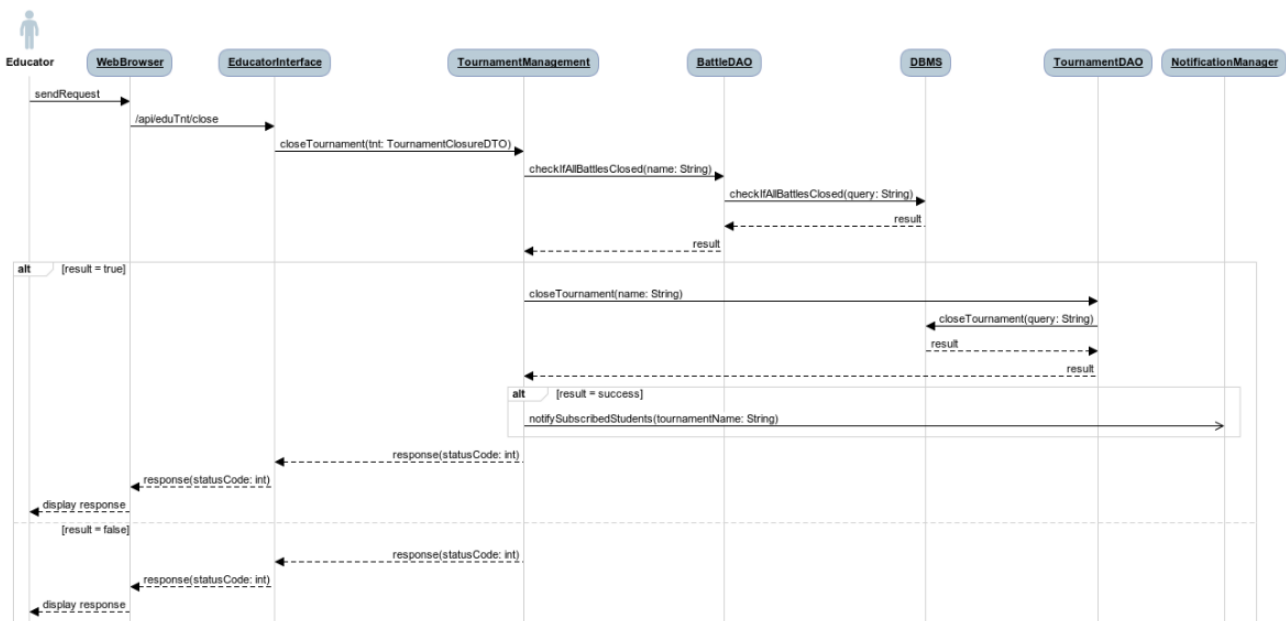 Educator WebBrowser EducatorInterface TournamentManagement BattleDAO DBMS TournamentDAO NotificationManager
sendRequest
/api/eduTnt/close
closeTournament(tnt: TournamentClosureDTO)
checkIfAllBattlesClosed(name: String)
checkIfAllBattlesClosed(query: String)
result
result
alt [result = true]
closeTournament(name: String)
closeTournament(query: String)
result
result
alt [result = success]
notifySubscribedStudents(tournamentName: String)
response(statusCode: int)
response(statusCode: int)
display response
[result = false]
response(statusCode: int)
response(statusCode: int)
display response